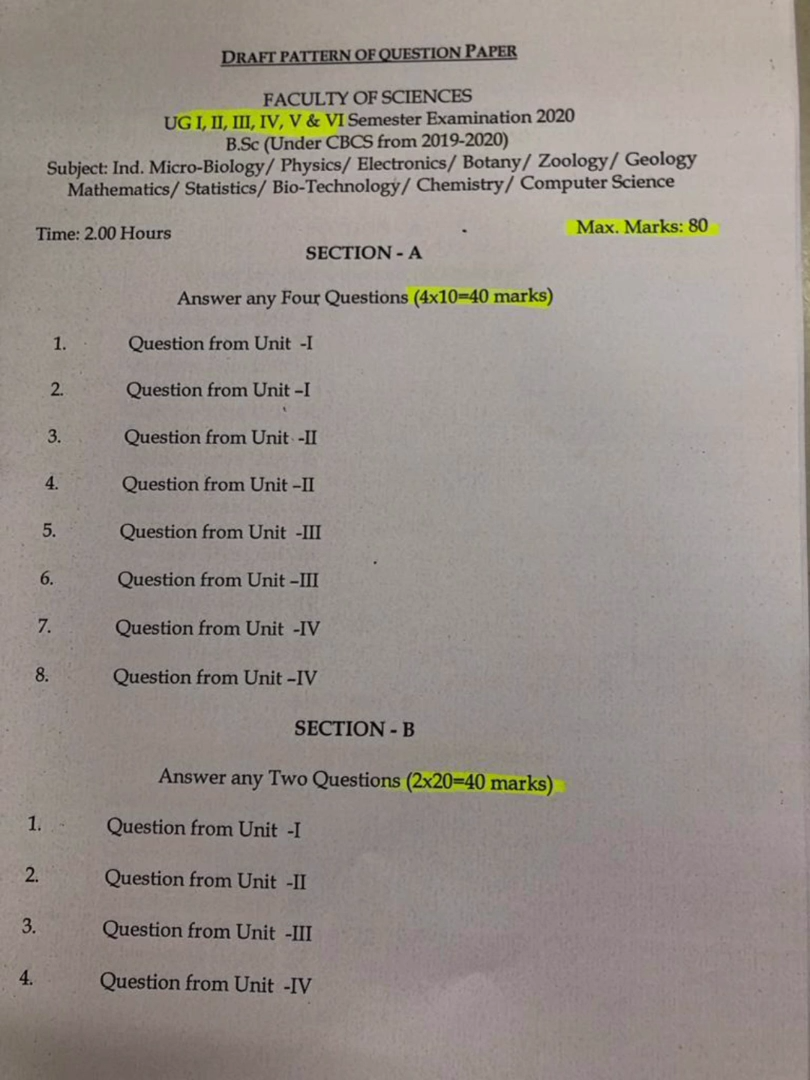 DRAFT PATTERN OF QUESTION PAPER
FACULTY OF SCIENCES
UG I, II, III, IV, V & VI Semester Examination 2020
B.Sc (Under CBCS from 2019-2020)
Subject: Ind. Micro-Biology/ Physics/ Electronics/ Botany/ Zoology/ Geology
Mathematics/ Statistics/ Bio-Technology/ Chemistry/ Computer Science
Time: 2.00 Hours Max. Marks: 80
SECTION - A
Answer any Four Questions (4x10=40 marks)
1. Question from Unit -I
2. Question from Unit –I
3. Question from Unit -II
4. Question from Unit –II
5. Question from Unit -III
6. Question from Unit –III
7. Question from Unit -IV
8. Question from Unit –IV
SECTION - B
Answer any Two Questions (2x20=40 marks)
1. Question from Unit -I
2. Question from Unit -II
3. Question from Unit -III
4. Question from Unit -IV